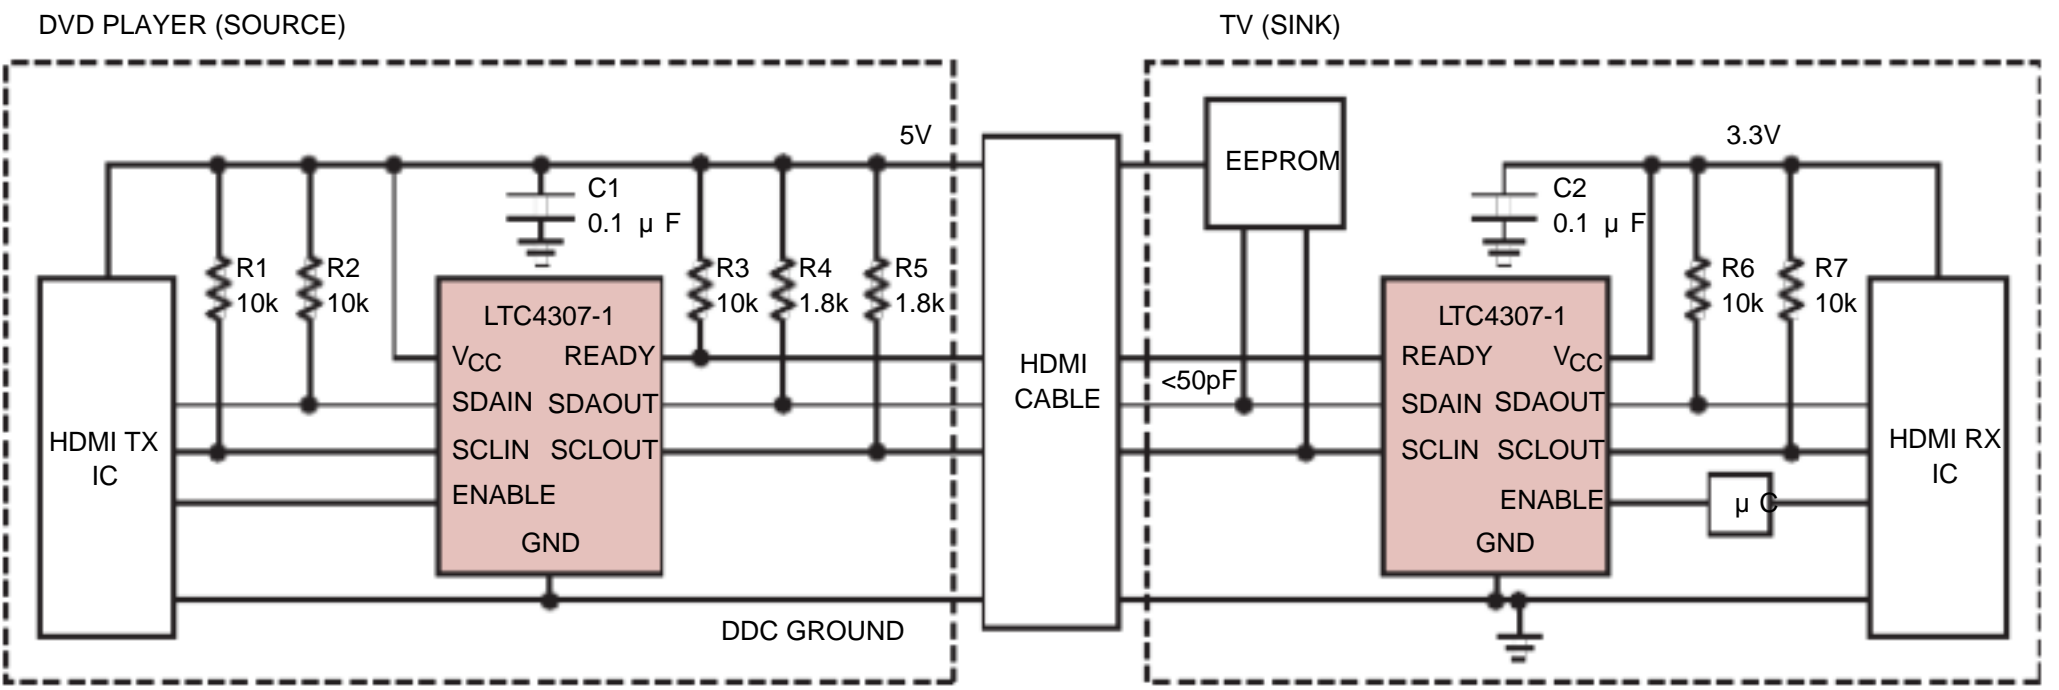 DVD PLAYER (SOURCE)
TV (SINK)
5V
3.3V
EEPROM
C1
0.1 µ F
C2
0.1 µ F
R1
10k
R2
10k
R3
10k
R4
1.8k
R5
1.8k
R6
10k
R7
10k
HDMI TX
IC
LTC4307-1
VCC
READY
SDAIN
SDAOUT
SCLIN
SCLOUT
ENABLE
GND
HDMI
CABLE
<50pF
LTC4307-1
READY
VCC
SDAIN
SDAOUT
SCLIN
SCLOUT
ENABLE
GND
µ C
HDMI RX
IC
DDC GROUND